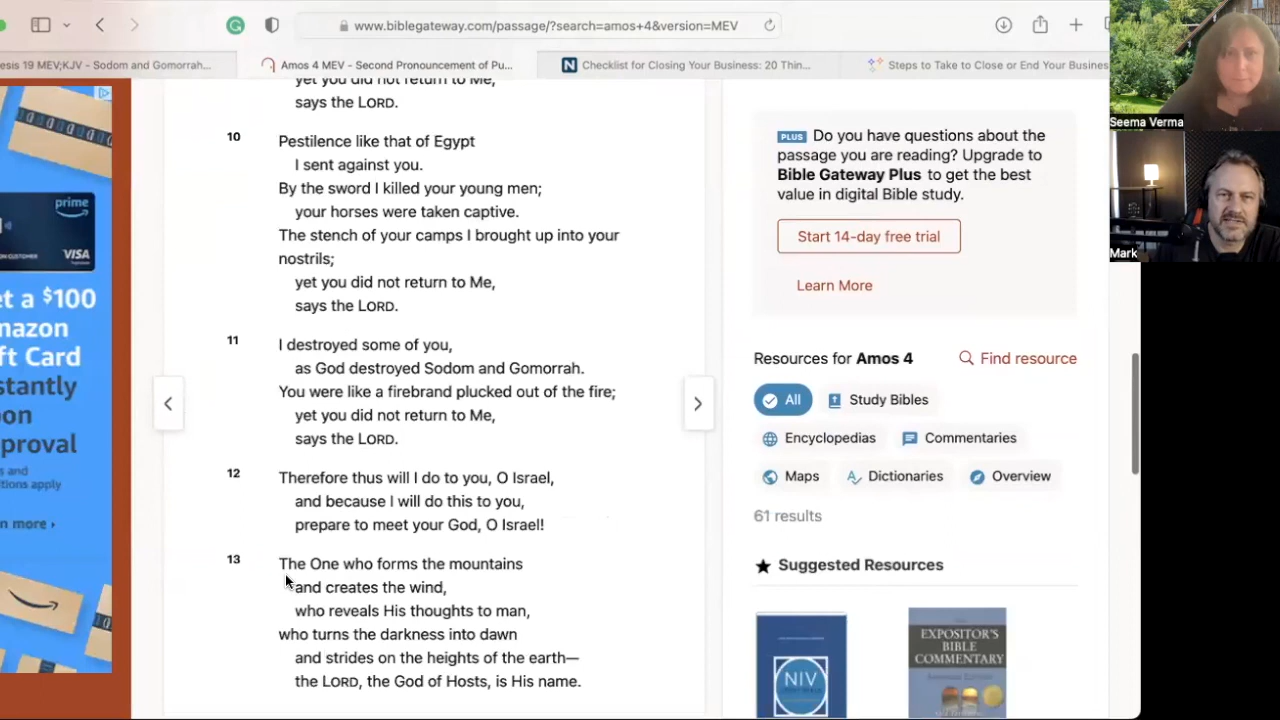 www.biblegateway.com/passage/?search=amos+4&version=MEV
esis 19 MEV;KJV - Sodom and Gomorrah...
Amos 4 MEV - Second Pronouncement of Pu...
Checklist for Closing Your Business: 20 Thin...
Steps to Take to Close or End Your Business
Seema Verma
Mark
prime
VISA
et a $100
mazon
ft Card
stantly
pon
proval
s and
itions apply
n more ›
yet you did not return to Me,
says the LORD.
10 Pestilence like that of Egypt
I sent against you.
By the sword I killed your young men;
your horses were taken captive.
The stench of your camps I brought up into your
nostrils;
yet you did not return to Me,
says the LORD.
11 I destroyed some of you,
as God destroyed Sodom and Gomorrah.
You were like a firebrand plucked out of the fire;
yet you did not return to Me,
says the LORD.
12 Therefore thus will I do to you, O Israel,
and because I will do this to you,
prepare to meet your God, O Israel!
13 The One who forms the mountains
and creates the wind,
who reveals His thoughts to man,
who turns the darkness into dawn
and strides on the heights of the earth—
the LORD, the God of Hosts, is His name.
PLUS Do you have questions about the
passage you are reading? Upgrade to
Bible Gateway Plus to get the best
value in digital Bible study.
Start 14-day free trial
Learn More
Resources for Amos 4
Find resource
All
Study Bibles
Encyclopedias
Commentaries
Maps
Dictionaries
Overview
61 results
Suggested Resources
NIV
EXPOSITOR'S
BIBLE
COMMENTARY